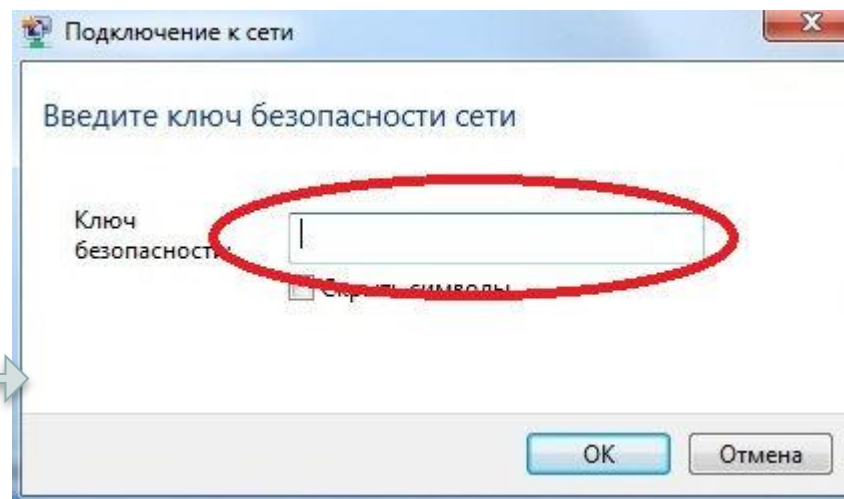 Подключение к сети
Введите ключ безопасности сети
Ключ
безопасности:
Скрыть символы
OK
Отмена